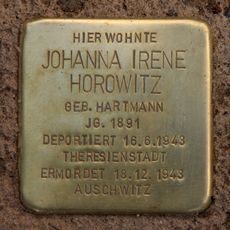 HIER WOHNTE
JOHANNA IRENE
HOROWITZ
GEB. HARTMANN
JG. 1891
DEPORTIERT 16.6.1943
THERESIENSTADT
ERMORDET 18.12.1943
AUSCHWITZ